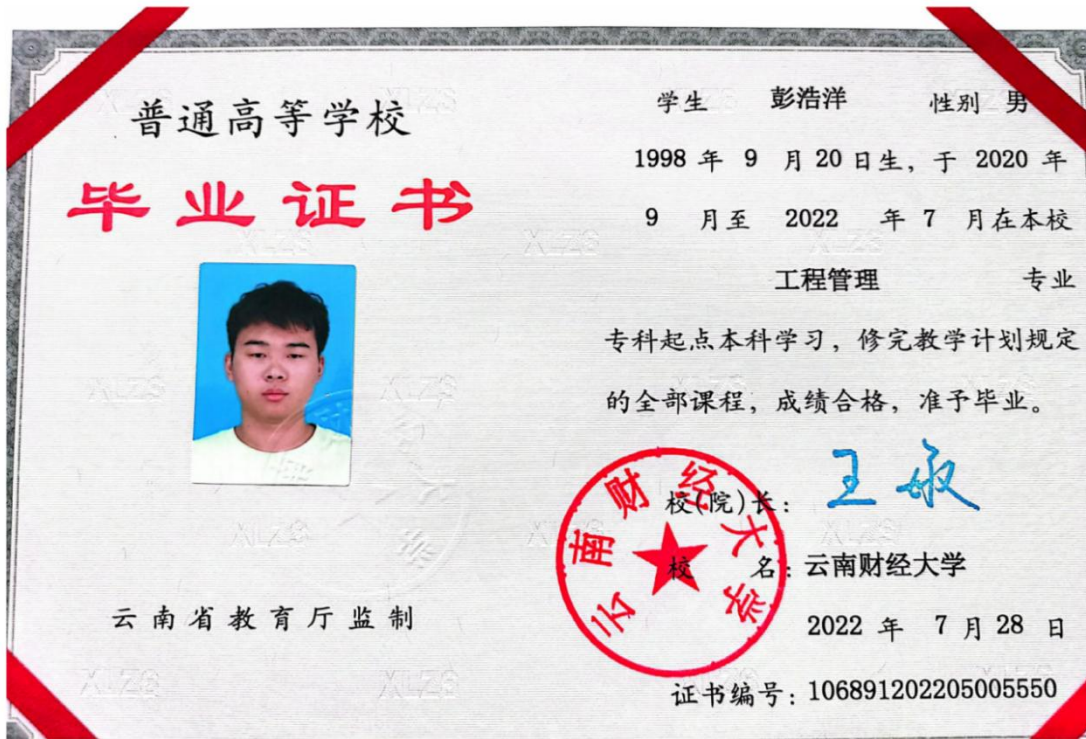 普通高等学校
毕业证书
云南省教育厅监制
学生 彭浩洋 性别 男
1998 年 9 月 20 日生，于 2020 年
9 月至 2022 年 7 月在本校
工程管理 专业
专科起点本科学习，修完教学计划规定
的全部课程，成绩合格，准予毕业。
校(院)长：王敏
校 名：云南财经大学
2022 年 7 月 28 日
证书编号：106891202205005550
云南财经大学
XLZS